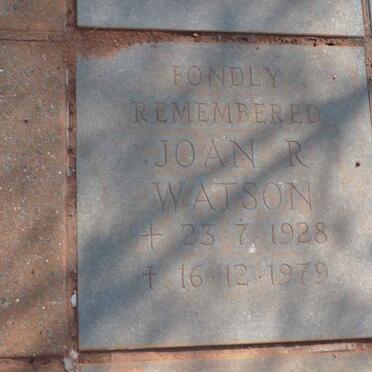 FONDLY
REMEMBERED
JOAN R
WATSON
+ 23·7·1928
† 16·12·1979